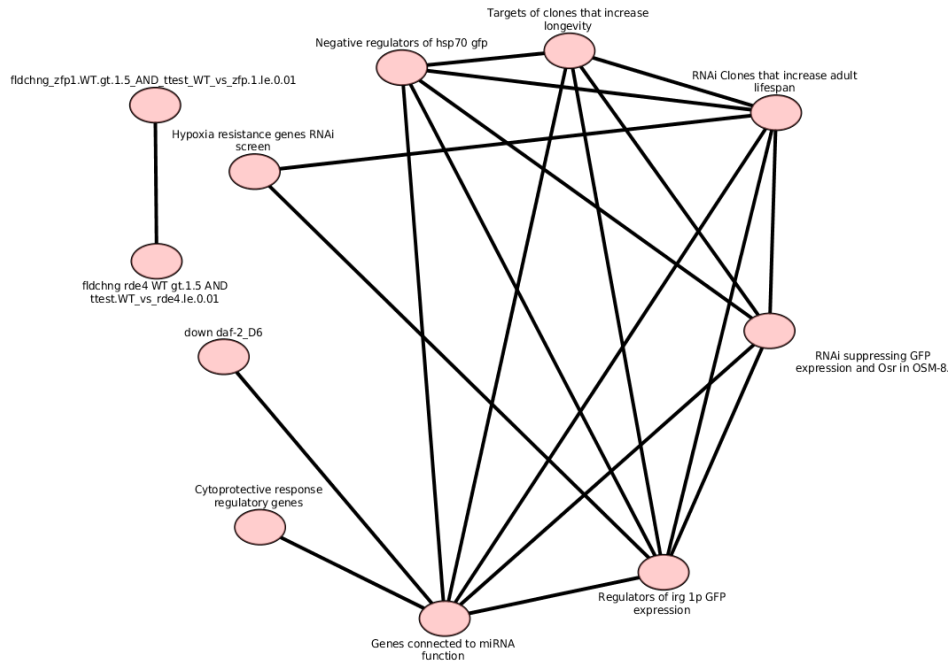 Targets of clones that increase
longevity
Negative regulators of hsp70 gfp
RNAi Clones that increase adult
lifespan
fldchng_zfp1.WT.gt.1.5_AND_ttest_WT_vs_zfp.1.le.0.01
Hypoxia resistance genes RNAi
screen
fldchng rde4 WT gt.1.5 AND
ttest.WT_vs_rde4.le.0.01
down daf-2_D6
RNAi suppressing GFP
expression and Osr in OSM-8.
Cytoprotective response
regulatory genes
Regulators of irg 1p GFP
expression
Genes connected to miRNA
function